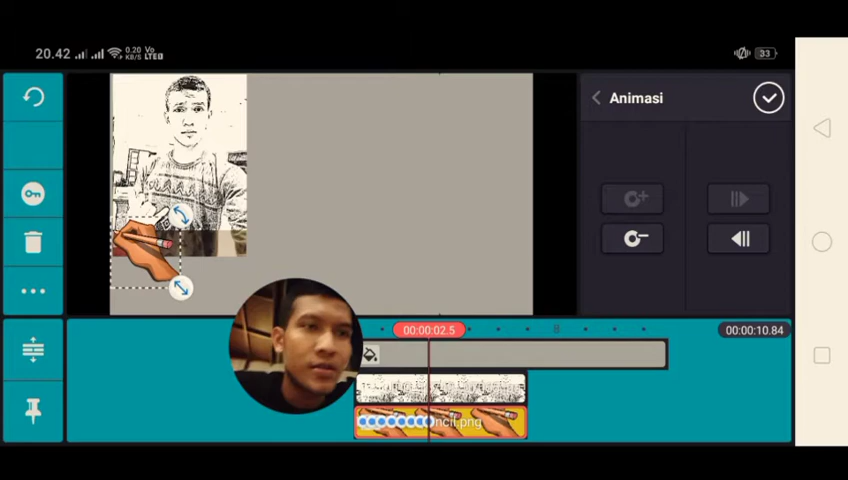 20.42
0.20 KB/S
Vo LTE
33
Animasi
00:00:02.5
00:00:10.84
ncil.png